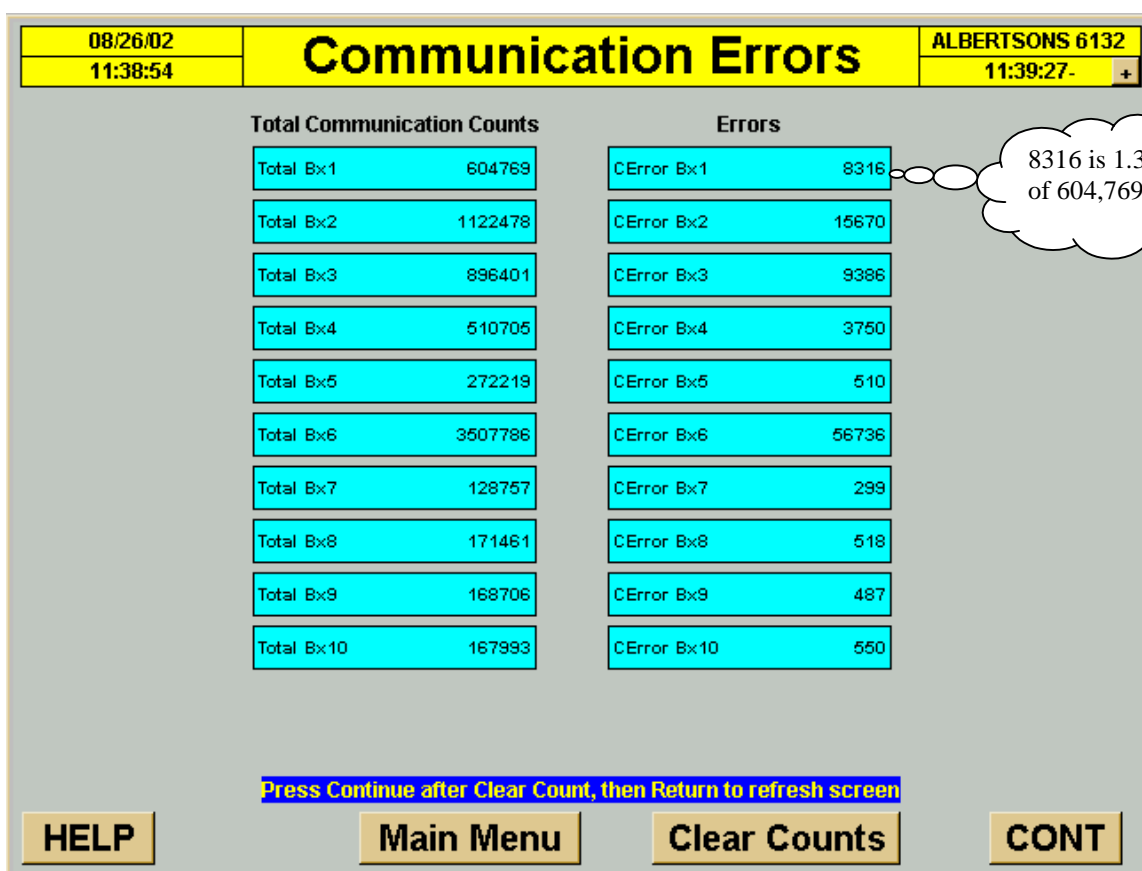 08/26/02
11:38:54
Communication Errors
ALBERTSONS 6132
11:39:27-
+
Total Communication Counts Errors
Total Bx1 604769 CError Bx1 8316
8316 is 1.3
of 604,769
Total Bx2 1122478 CError Bx2 15670
Total Bx3 896401 CError Bx3 9386
Total Bx4 510705 CError Bx4 3750
Total Bx5 272219 CError Bx5 510
Total Bx6 3507786 CError Bx6 56736
Total Bx7 128757 CError Bx7 299
Total Bx8 171461 CError Bx8 518
Total Bx9 168706 CError Bx9 487
Total Bx10 167993 CError Bx10 550
Press Continue after Clear Count, then Return to refresh screen
HELP Main Menu Clear Counts CONT